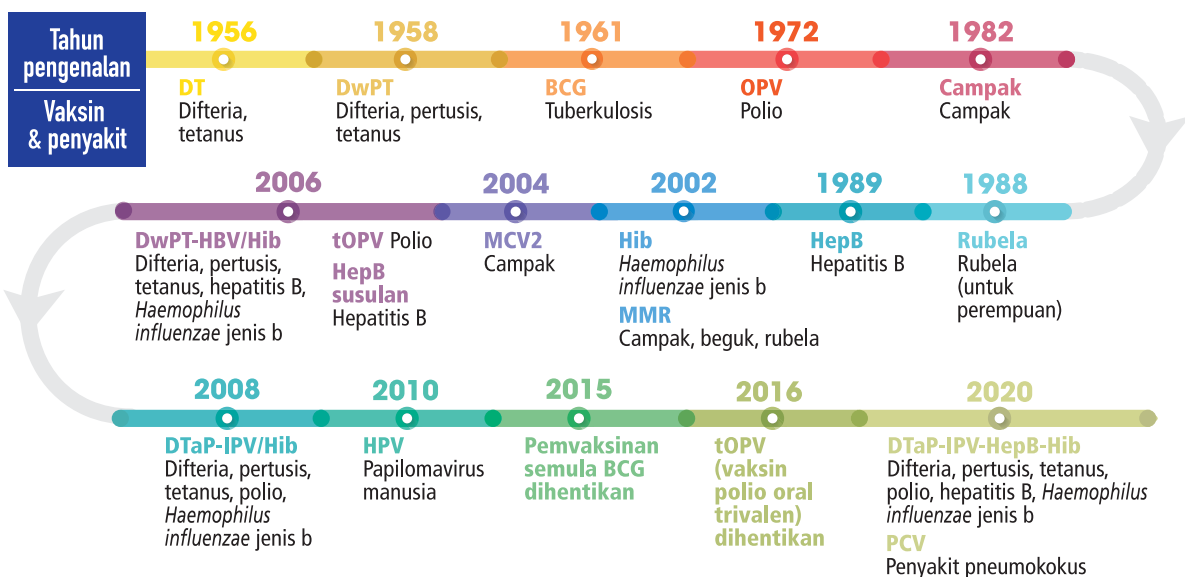 Tahun
pengenalan
Vaksin
& penyakit
1956
DT
Difteria,
tetanus
1958
DwPT
Difteria, pertusis,
tetanus
1961
BCG
Tuberkulosis
1972
OPV
Polio
1982
Campak
Campak
1988
Rubela
Rubela
(untuk
perempuan)
1989
HepB
Hepatitis B
2002
Hib
Haemophilus
influenzae jenis b
MMR
Campak, beguk, rubela
2004
MCV2
Campak
2006
DwPT-HBV/Hib
Difteria, pertusis,
tetanus, hepatitis B,
Haemophilus
influenzae jenis b
tOPV Polio
HepB
susulan
Hepatitis B
2008
DTaP-IPV/Hib
Difteria, pertusis,
tetanus, polio,
Haemophilus
influenzae jenis b
2010
HPV
Papilomavirus
manusia
2015
Pemvaksinan
semula BCG
dihentikan
2016
tOPV
(vaksin
polio oral
trivalen)
dihentikan
2020
DTaP-IPV-HepB-Hib
Difteria, pertusis, tetanus,
polio, hepatitis B, Haemophilus
influenzae jenis b
PCV
Penyakit pneumokokus